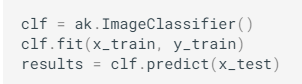 clf = ak.ImageClassifier()
clf.fit(x_train, y_train)
results = clf.predict(x_test)